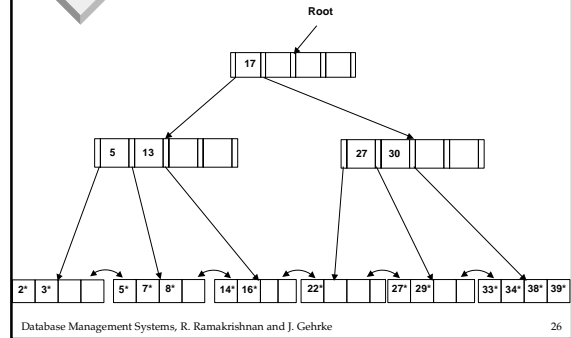 Root
17
5 13 27 30
2* 3* 5* 7* 8* 14* 16* 22* 27* 29* 33* 34* 38* 39*
Database Management Systems, R. Ramakrishnan and J. Gehrke 26